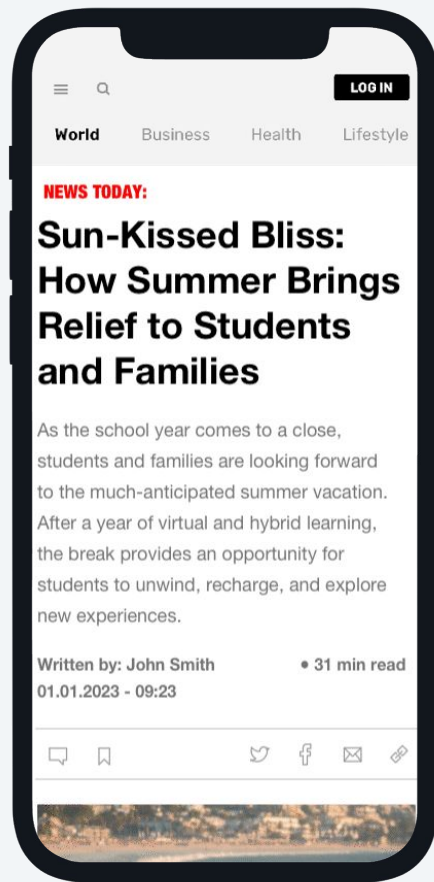 LOG IN
World Business Health Lifestyle
NEWS TODAY:
Sun-Kissed Bliss:
How Summer Brings
Relief to Students
and Families
As the school year comes to a close,
students and families are looking forward
to the much-anticipated summer vacation.
After a year of virtual and hybrid learning,
the break provides an opportunity for
students to unwind, recharge, and explore
new experiences.
Written by: John Smith • 31 min read
01.01.2023 - 09:23